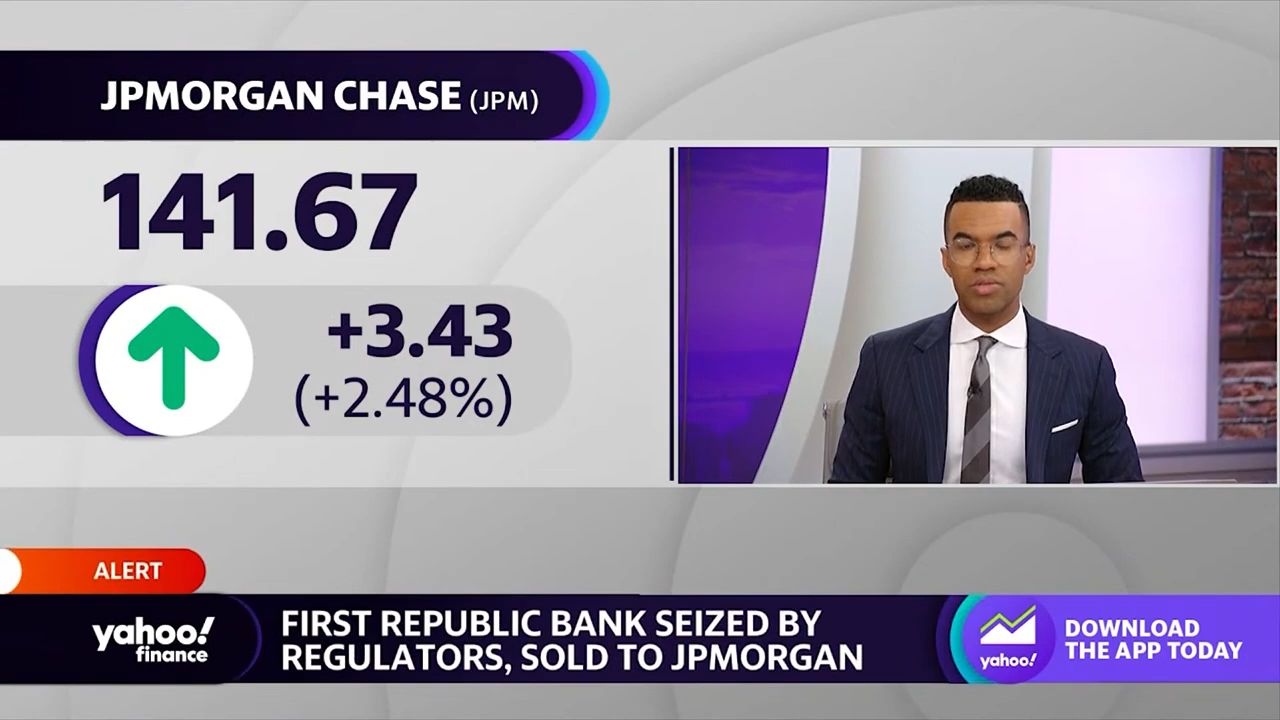 JPMORGAN CHASE (JPM)
141.67
+3.43
(+2.48%)
ALERT
yahoo!
finance
FIRST REPUBLIC BANK SEIZED BY
REGULATORS, SOLD TO JPMORGAN
yahoo!
DOWNLOAD
THE APP TODAY